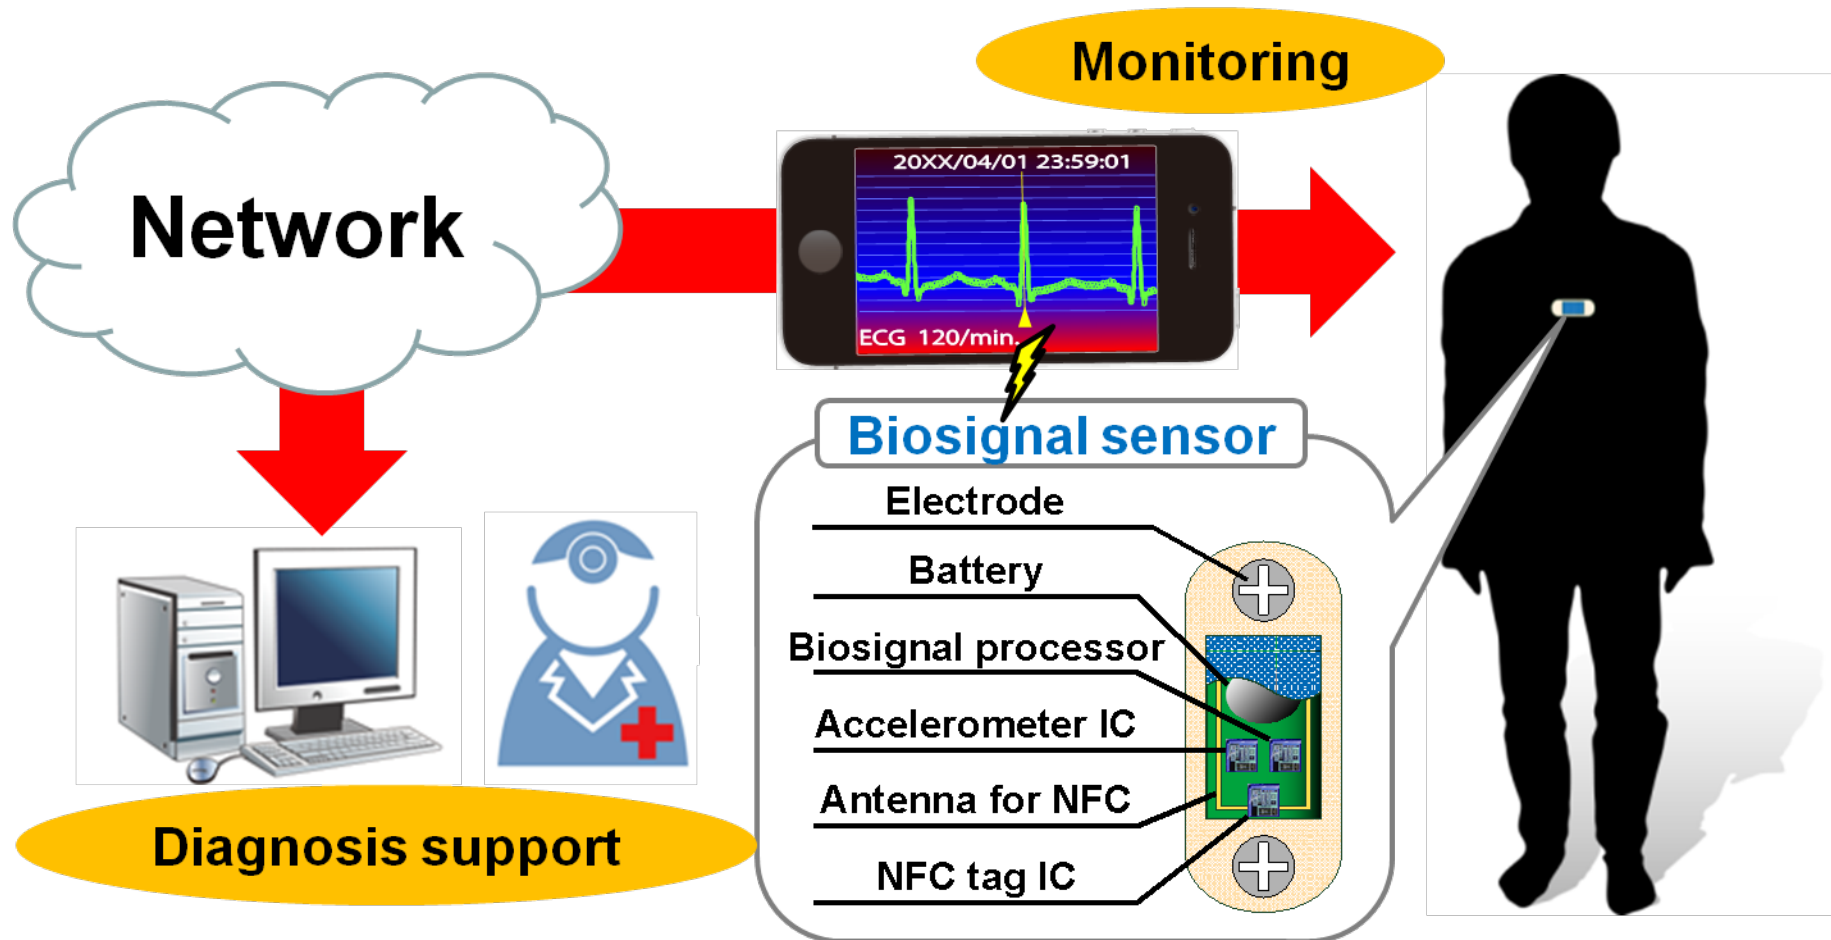 Monitoring
Network
20XX/04/01 23:59:01
ECG 120/min.
Biosignal sensor
Electrode
Battery
Biosignal processor
Accelerometer IC
Antenna for NFC
NFC tag IC
Diagnosis support